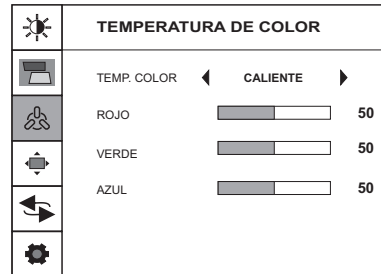 TEMPERATURA DE COLOR
TEMP. COLOR CALIENTE
ROJO 50
VERDE 50
AZUL 50